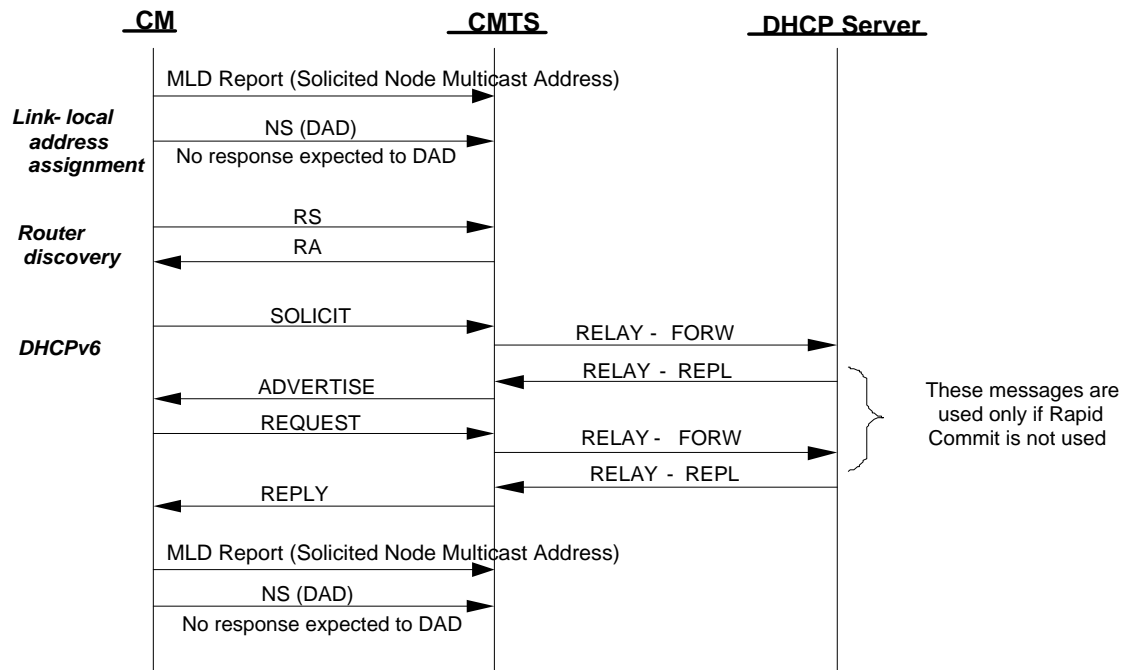 CM CMTS DHCP Server
MLD Report (Solicited Node Multicast Address)
Link- local
address
assignment
NS (DAD)
No response expected to DAD
Router
discovery
RS
RA
DHCPv6
SOLICIT
RELAY - FORW
RELAY - REPL
ADVERTISE
REQUEST
RELAY - FORW
RELAY - REPL
REPLY
These messages are
used only if Rapid
Commit is not used
MLD Report (Solicited Node Multicast Address)
NS (DAD)
No response expected to DAD